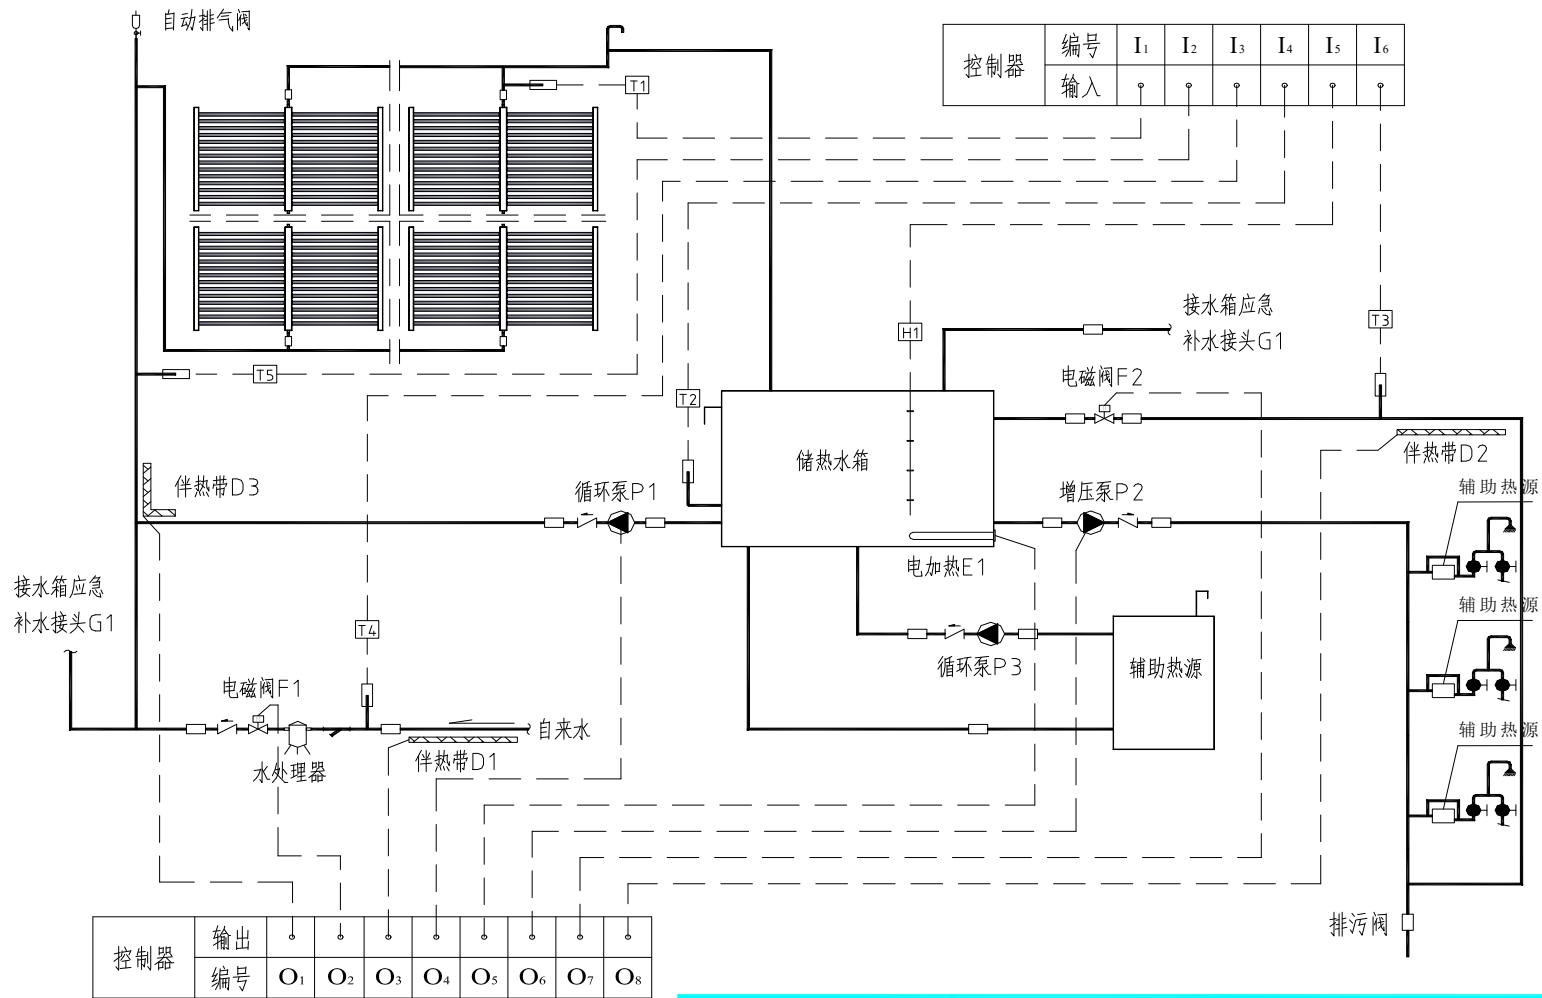 自动排气阀
控制器
编号 I1 I2 I3 I4 I5 I6
输入
T1
接水箱应急
补水接头G1
H1
T3
T5
T2
电磁阀F2
储热水箱
伴热带D2
伴热带D3
循环泵P1
增压泵P2
辅助热源
电加热E1
接水箱应急
补水接头G1
辅助热源
T4
循环泵P3
辅助热源
电磁阀F1
自来水
辅助热源
水处理器
伴热带D1
排污阀
控制器
输出
编号 O1 O2 O3 O4 O5 O6 O7 O8